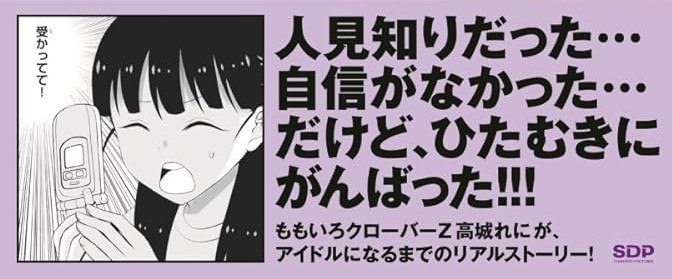 受かってて！
人見知りだった…
自信がなかった…
だけど、ひたむきに
がんばった!!!
ももいろクローバーZ 高城れにが、
アイドルになるまでのリアルストーリー！
SDP